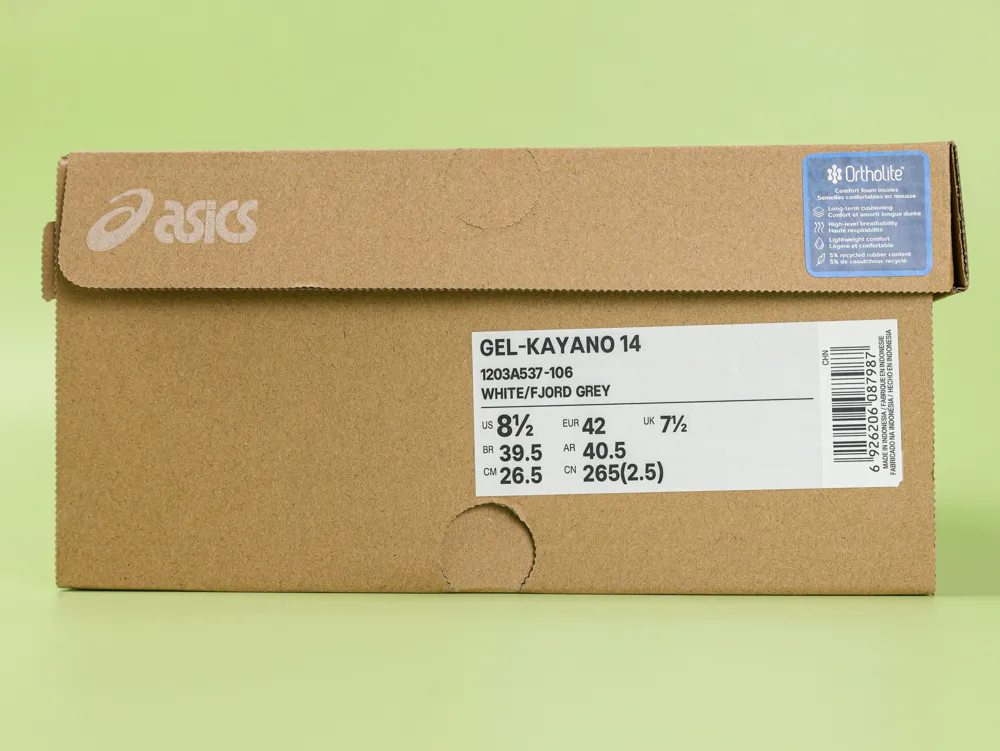 asics
OrthoLite™
Comfort foam insoles
Semelles confortables en mousse
Long-term cushioning
Confort et amorti longue durée
High-level breathability
Haute respirabilité
Lightweight comfort
Légère et confortable
5% recycled rubber content
5% de caoutchouc recyclé
GEL-KAYANO 14
1203A537-106
WHITE/FJORD GREY
US 8½ EUR 42 UK 7½
BR 39.5 AR 40.5
CM 26.5 CN 265(2.5)
CHN
6 926206 087987
MADE IN INDONESIA / FABRIQUE EN INDONESIE
FABRICADO NA INDONESIA / HECHO EN INDONESIA